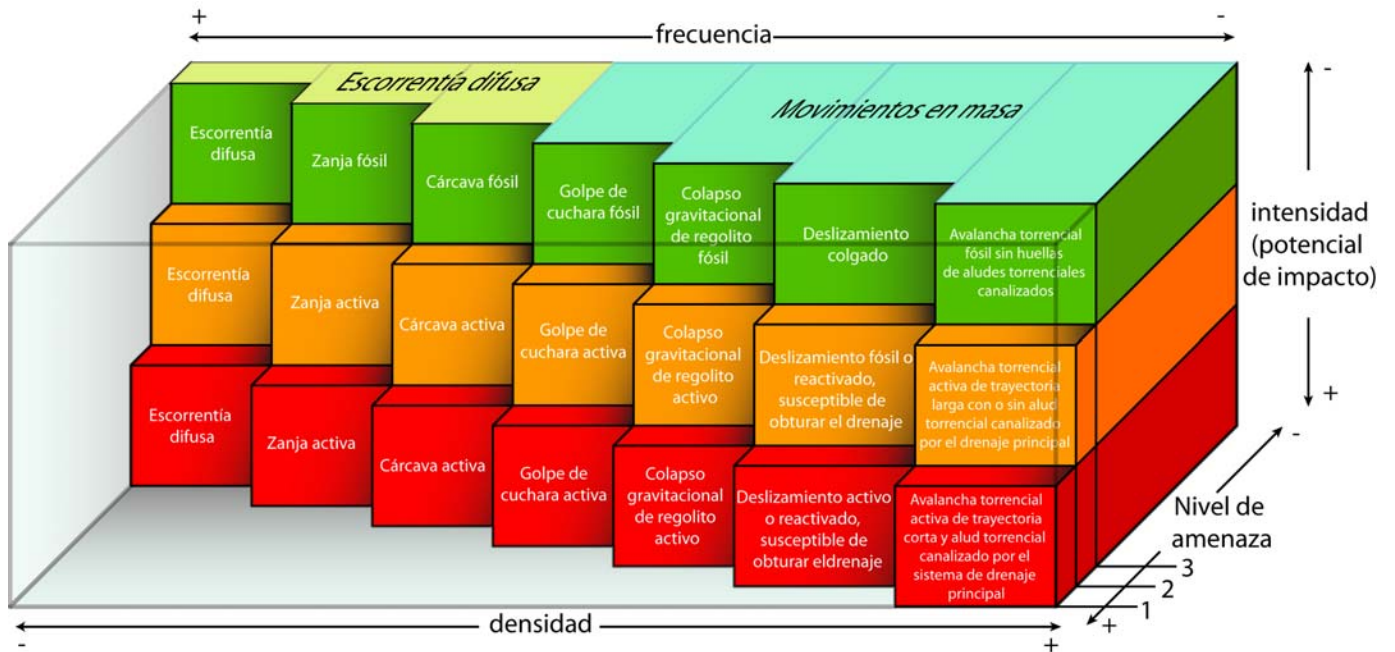 +
-
frecuencia
Escorrentía difusa
Movimientos en masa
-
intensidad
(potencial
de impacto)
+
Escorrentía
difusa
Zanja fósil
Cárcava fósil
Golpe de
cuchara fósil
Colapso
gravitacional
de regolito
fósil
Deslizamiento
colgado
Avalancha torrencial
fósil sin huellas
de aludes torrenciales
canalizados
Escorrentía
difusa
Zanja activa
Cárcava activa
Golpe de
cuchara activa
Colapso
gravitacional
de regolito
activo
Deslizamiento fósil o
reactivado,
susceptible de
obturar el drenaje
Avalancha torrencial
activa de trayectoria
larga con o sin alud
torrencial canalizado
por el drenaje principal
Escorrentía
difusa
Zanja activa
Cárcava activa
Golpe de
cuchara activa
Colapso
gravitacional
de regolito
activo
Deslizamiento activo
o reactivado,
susceptible de
obturar eldrenaje
Avalancha torrencial
activa de trayectoria
corta y alud torrencial
canalizado por el
sistema de drenaje
principal
-
Nivel de
amenaza
+
3
2
1
densidad
-
+